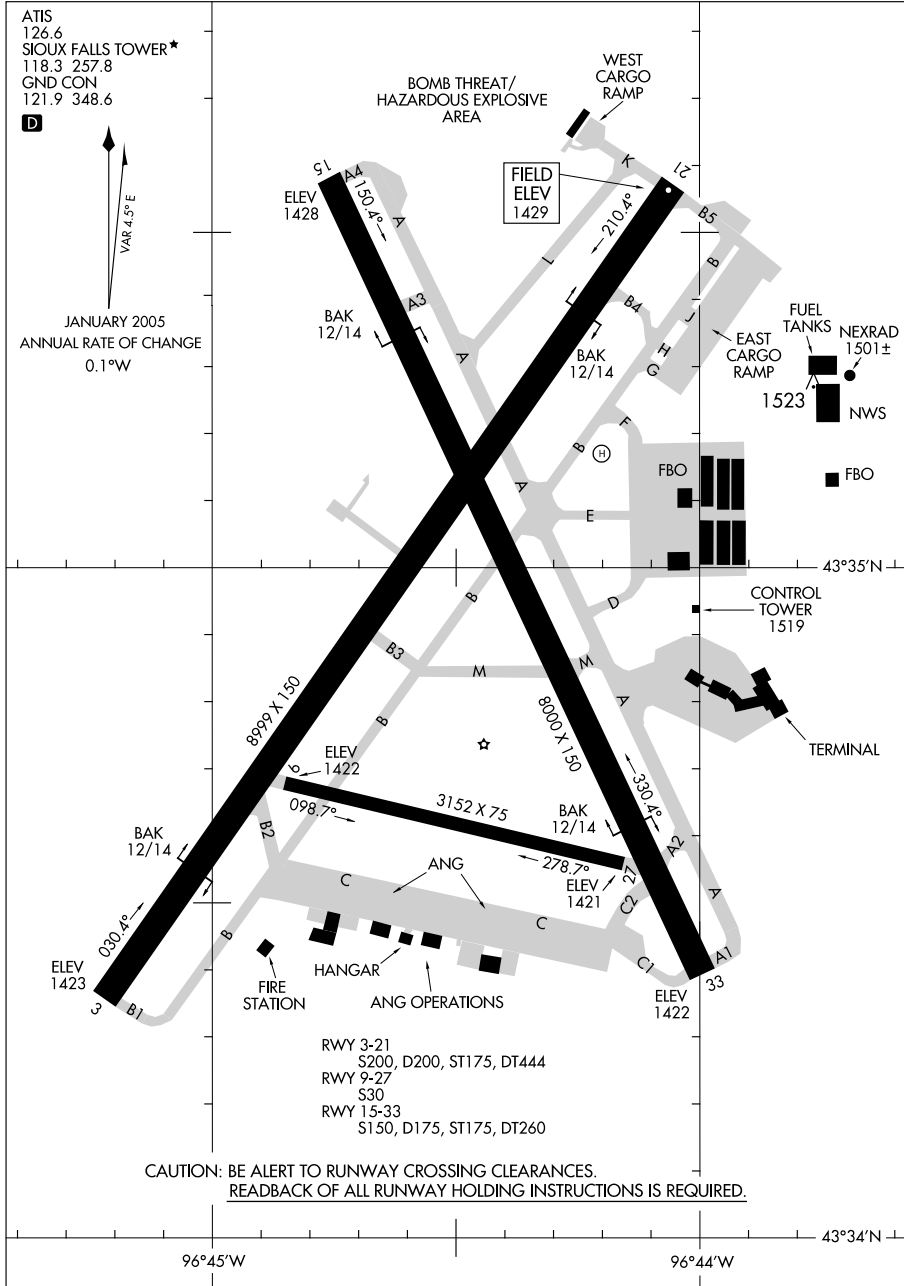 ATIS
126.6
SIOUX FALLS TOWER★
118.3 257.8
GND CON
121.9 348.6
D
VAR 4.5° E
JANUARY 2005
ANNUAL RATE OF CHANGE
0.1°W
BOMB THREAT/
HAZARDOUS EXPLOSIVE
AREA
WEST
CARGO
RAMP
K
21
FIELD
ELEV
1429
210.4°
B5
15
A4
ELEV
1428
150.4°
A
L
B
A3
BAK
12/14
A
B4
J
BAK
12/14
H
G
EAST
CARGO
RAMP
FUEL
TANKS
NEXRAD
1501±
1523
NWS
F
B
H
FBO
FBO
A
E
43°35'N
CONTROL
TOWER
1519
D
B
B3
M
M
A
TERMINAL
8999 X 150
8000 X 150
B
ELEV
1422
9
098.7°
3152 X 75
330.4°
BAK
12/14
278.7°
ELEV
1421
27
A2
BAK
12/14
B2
ANG
C
C
C2
A
B
030.4°
ELEV
1423
3
B1
FIRE
STATION
HANGAR
ANG OPERATIONS
C1
A1
33
ELEV
1422
RWY 3-21
S200, D200, ST175, DT444
RWY 9-27
S30
RWY 15-33
S150, D175, ST175, DT260
CAUTION: BE ALERT TO RUNWAY CROSSING CLEARANCES.
READBACK OF ALL RUNWAY HOLDING INSTRUCTIONS IS REQUIRED.
43°34'N
96°45'W
96°44'W